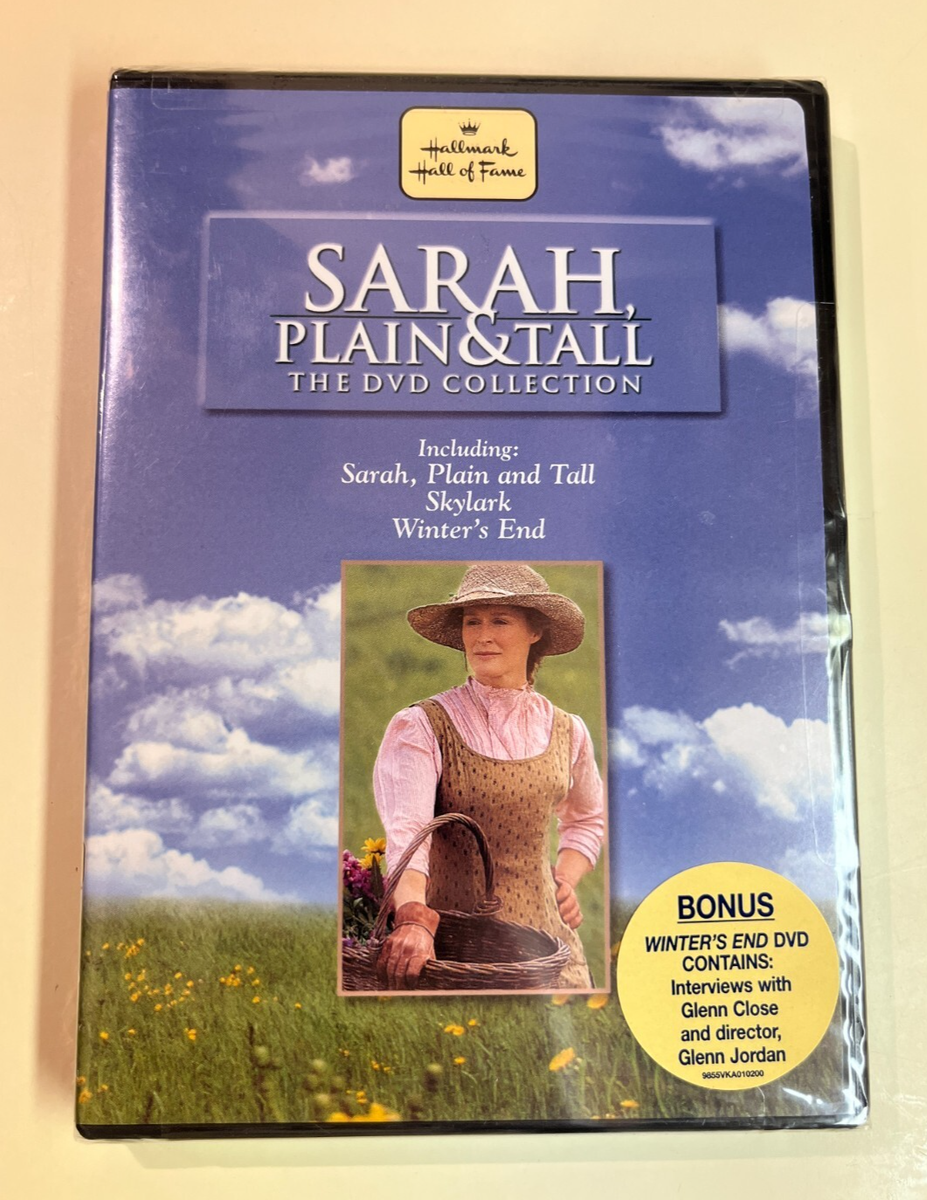 Hallmark
Hall of Fame
SARAH,
PLAIN & TALL
THE DVD COLLECTION
Including:
Sarah, Plain and Tall
Skylark
Winter's End
BONUS
WINTER'S END DVD
CONTAINS:
Interviews with
Glenn Close
and director,
Glenn Jordan
9855VKA010200